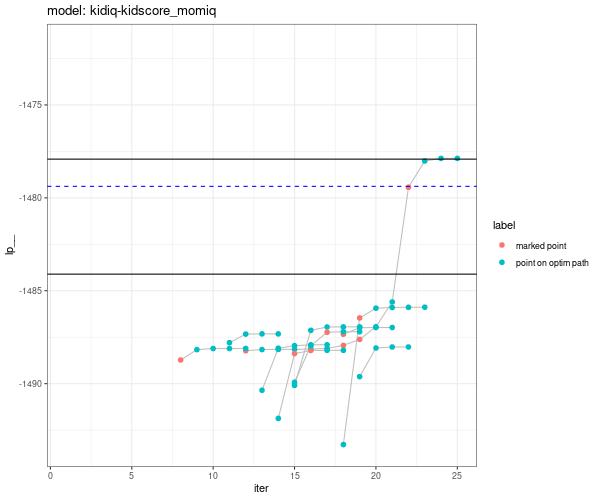 model: kidiq-kidscore_momiq
lp__
-1475
-1480
-1485
-1490
0
5
10
15
20
25
iter
label
marked point
point on optim path